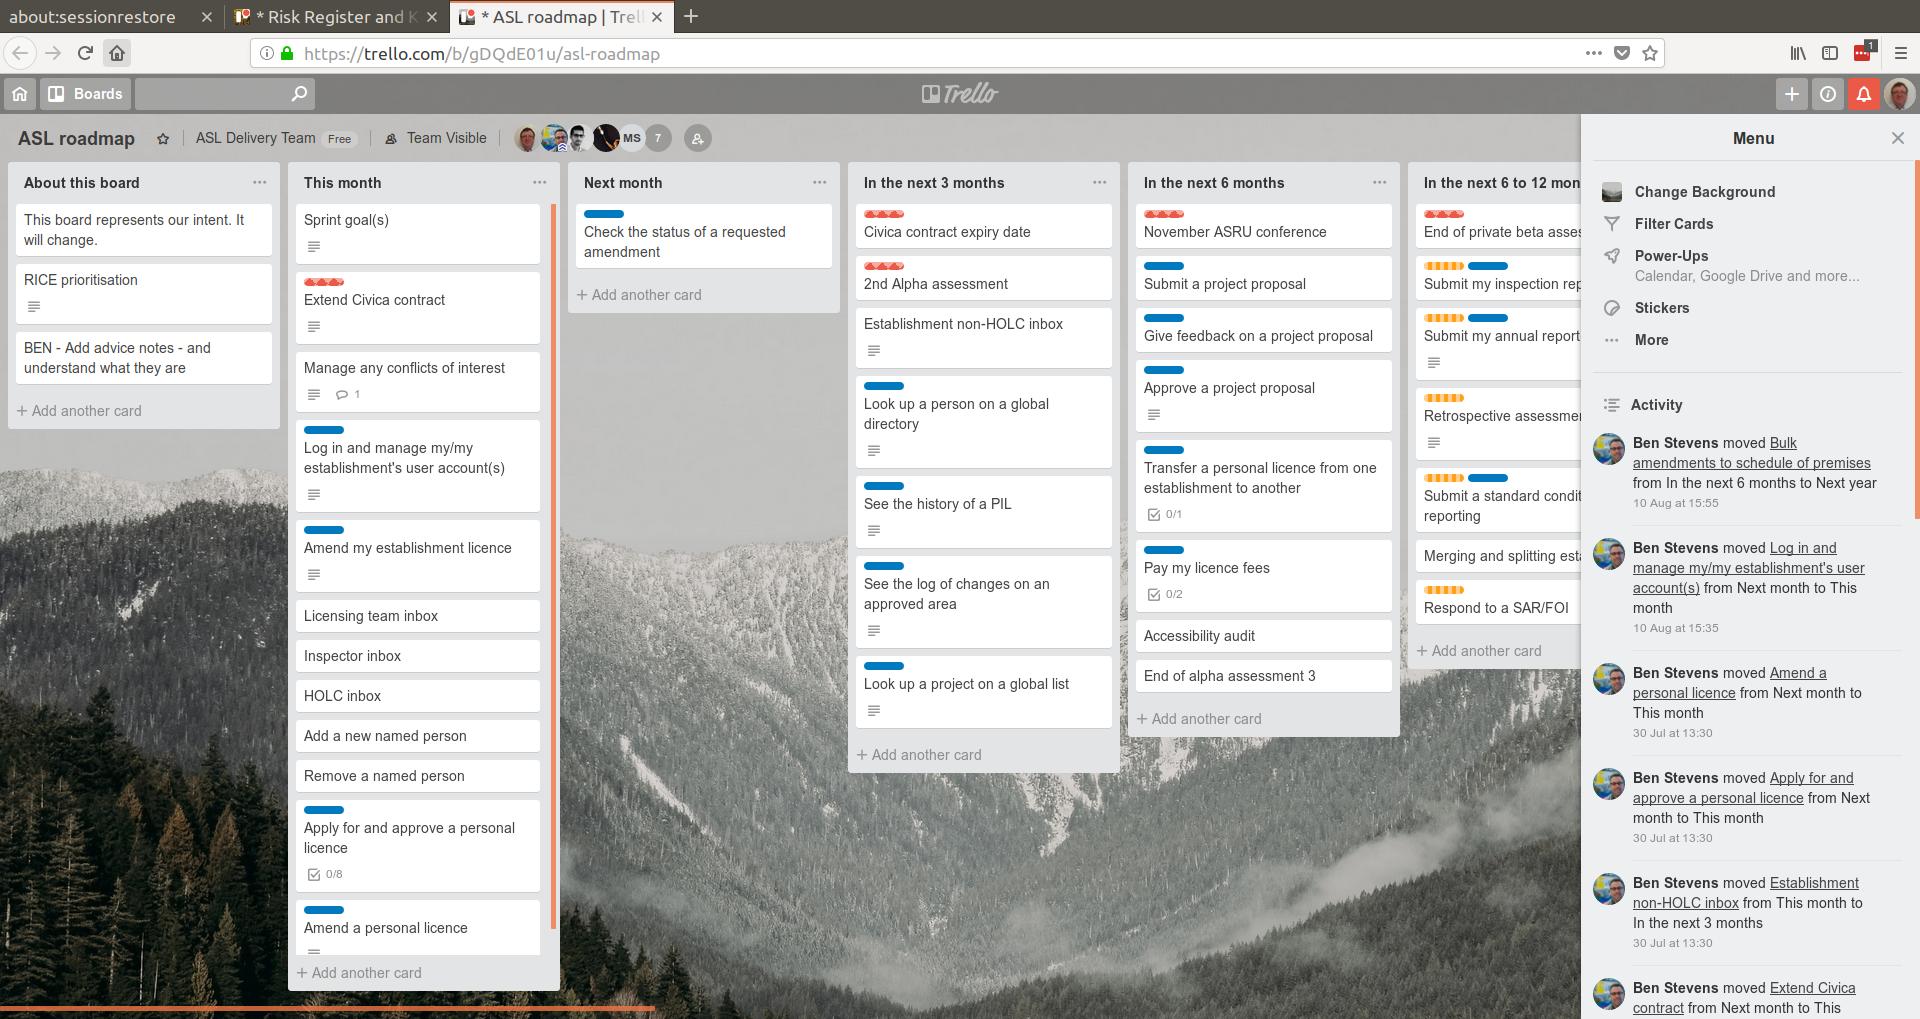 about:sessionrestore
* Risk Register and K
* ASL roadmap | Trel
https://trello.com/b/gDQdE01u/asl-roadmap
1
Boards
Trello
ASL roadmap
ASL Delivery Team
Free
Team Visible
MS
7
About this board
This board represents our intent. It
will change.
RICE prioritisation
BEN - Add advice notes - and
understand what they are
+ Add another card
This month
Sprint goal(s)
Extend Civica contract
Manage any conflicts of interest
1
Log in and manage my/my
establishment's user account(s)
Amend my establishment licence
Licensing team inbox
Inspector inbox
HOLC inbox
Add a new named person
Remove a named person
Apply for and approve a personal
licence
0/8
Amend a personal licence
+ Add another card
Next month
Check the status of a requested
amendment
+ Add another card
In the next 3 months
Civica contract expiry date
2nd Alpha assessment
Establishment non-HOLC inbox
Look up a person on a global
directory
See the history of a PIL
See the log of changes on an
approved area
Look up a project on a global list
+ Add another card
In the next 6 months
November ASRU conference
Submit a project proposal
Give feedback on a project proposal
Approve a project proposal
Transfer a personal licence from one
establishment to another
0/1
Pay my licence fees
0/2
Accessibility audit
End of alpha assessment 3
+ Add another card
In the next 6 to 12 mon
End of private beta asses
Submit my inspection rep
Submit my annual report
Retrospective assessmer
Submit a standard condit
reporting
Merging and splitting esta
Respond to a SAR/FOI
+ Add another card
Menu
Change Background
Filter Cards
Power-Ups
Calendar, Google Drive and more...
Stickers
More
Activity
Ben Stevens moved Bulk
amendments to schedule of premises
from In the next 6 months to Next year
10 Aug at 15:55
Ben Stevens moved Log in and
manage my/my establishment's user
account(s) from Next month to This
month
10 Aug at 15:35
Ben Stevens moved Amend a
personal licence from Next month to
This month
30 Jul at 13:30
Ben Stevens moved Apply for and
approve a personal licence from Next
month to This month
30 Jul at 13:30
Ben Stevens moved Establishment
non-HOLC inbox from This month to
In the next 3 months
30 Jul at 13:30
Ben Stevens moved Extend Civica
contract from Next month to This